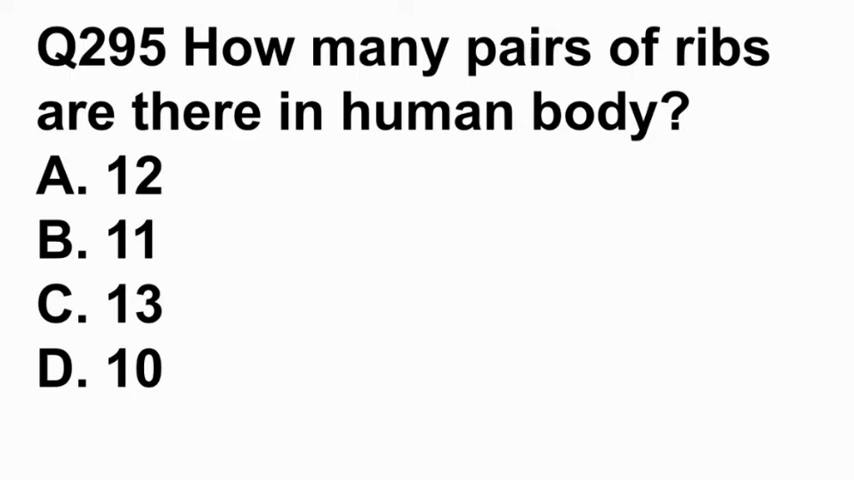 Q295 How many pairs of ribs
are there in human body?
A. 12
B. 11
C. 13
D. 10